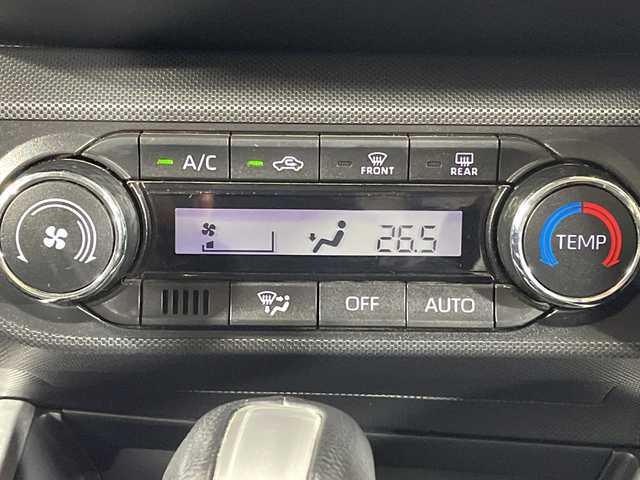 A/C
FRONT
REAR
26.5
TEMP
OFF
AUTO